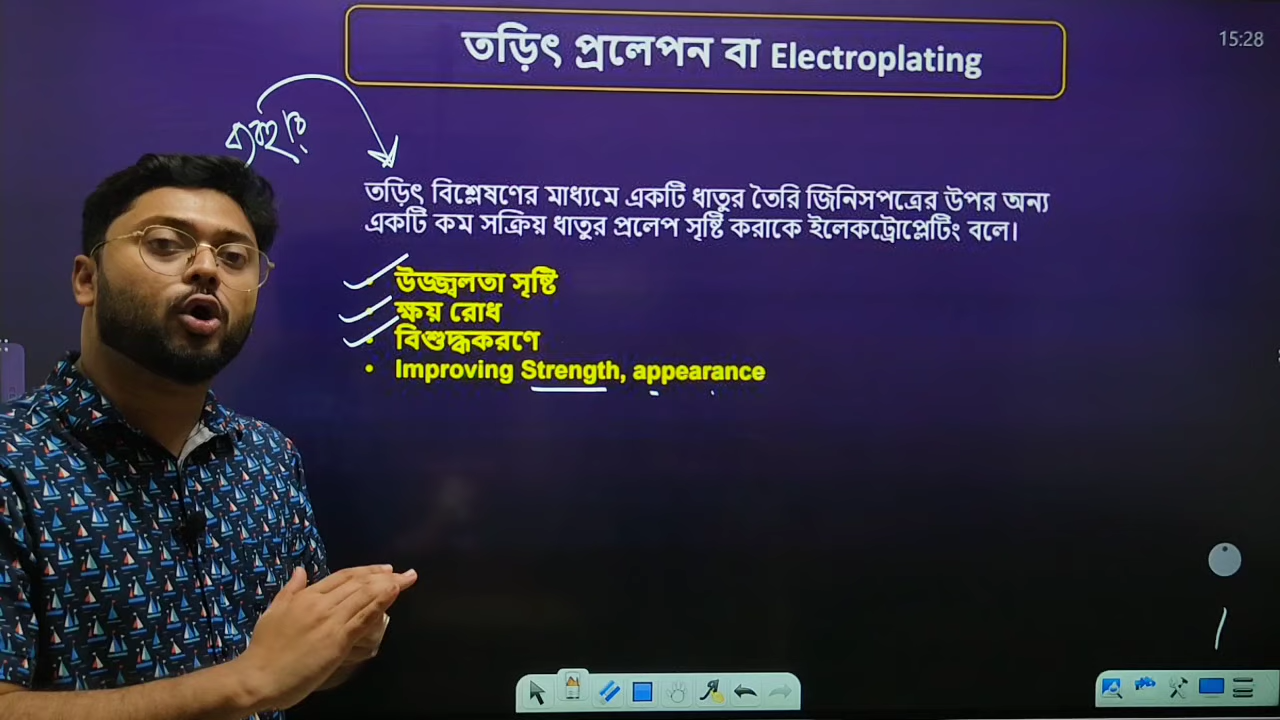 তড়িৎ প্রলেপন বা Electroplating
15:28
ব্যবহার
তড়িৎ বিশ্লেষণের মাধ্যমে একটি ধাতুর তৈরি জিনিসপত্রের উপর অন্য
একটি কম সক্রিয় ধাতুর প্রলেপ সৃষ্টি করাকে ইলেকট্রোপ্লেটিং বলে।
• উজ্জ্বলতা সৃষ্টি
• ক্ষয় রোধ
• বিশুদ্ধকরণে
• Improving Strength, appearance